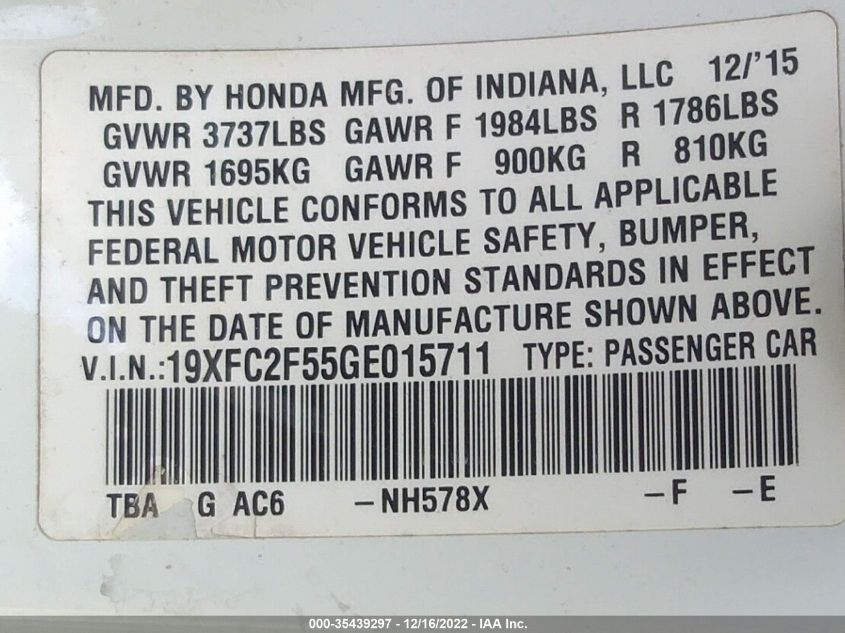 MFD. BY HONDA MFG. OF INDIANA, LLC 12/'15
GVWR 3737LBS GAWR F 1984LBS R 1786LBS
GVWR 1695KG GAWR F 900KG R 810KG
THIS VEHICLE CONFORMS TO ALL APPLICABLE
FEDERAL MOTOR VEHICLE SAFETY, BUMPER,
AND THEFT PREVENTION STANDARDS IN EFFECT
ON THE DATE OF MANUFACTURE SHOWN ABOVE.
V.I.N.:19XFC2F55GE015711 TYPE: PASSENGER CAR
TBA G AC6 –NH578X –F –E
000-35439297 - 12/16/2022 - IAA Inc.